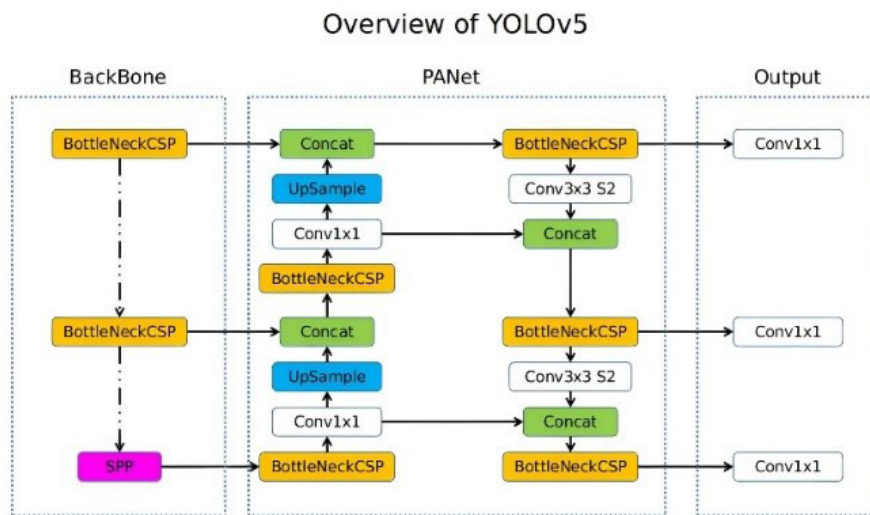 Overview of YOLOv5
BackBone
PANet
Output
BottleNeckCSP
Concat
BottleNeckCSP
Conv1x1
UpSample
Conv3x3 S2
Conv1x1
Concat
BottleNeckCSP
BottleNeckCSP
Concat
BottleNeckCSP
Conv1x1
UpSample
Conv3x3 S2
Conv1x1
Concat
SPP
BottleNeckCSP
BottleNeckCSP
Conv1x1